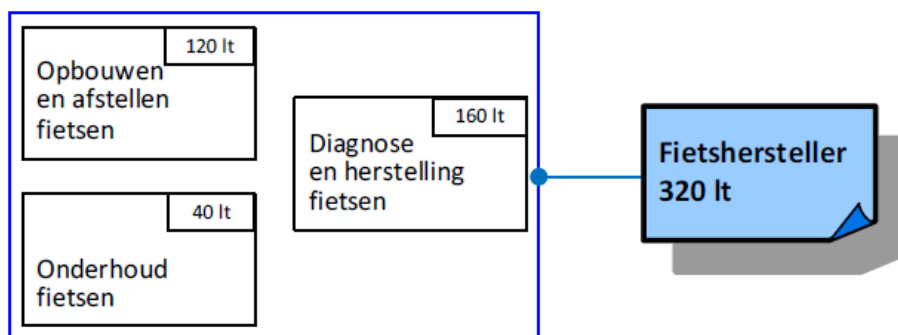 120 lt
Opbouwen
en afstellen
fietsen
40 lt
Onderhoud
fietsen
160 lt
Diagnose
en herstelling
fietsen
Fietshersteller
320 lt